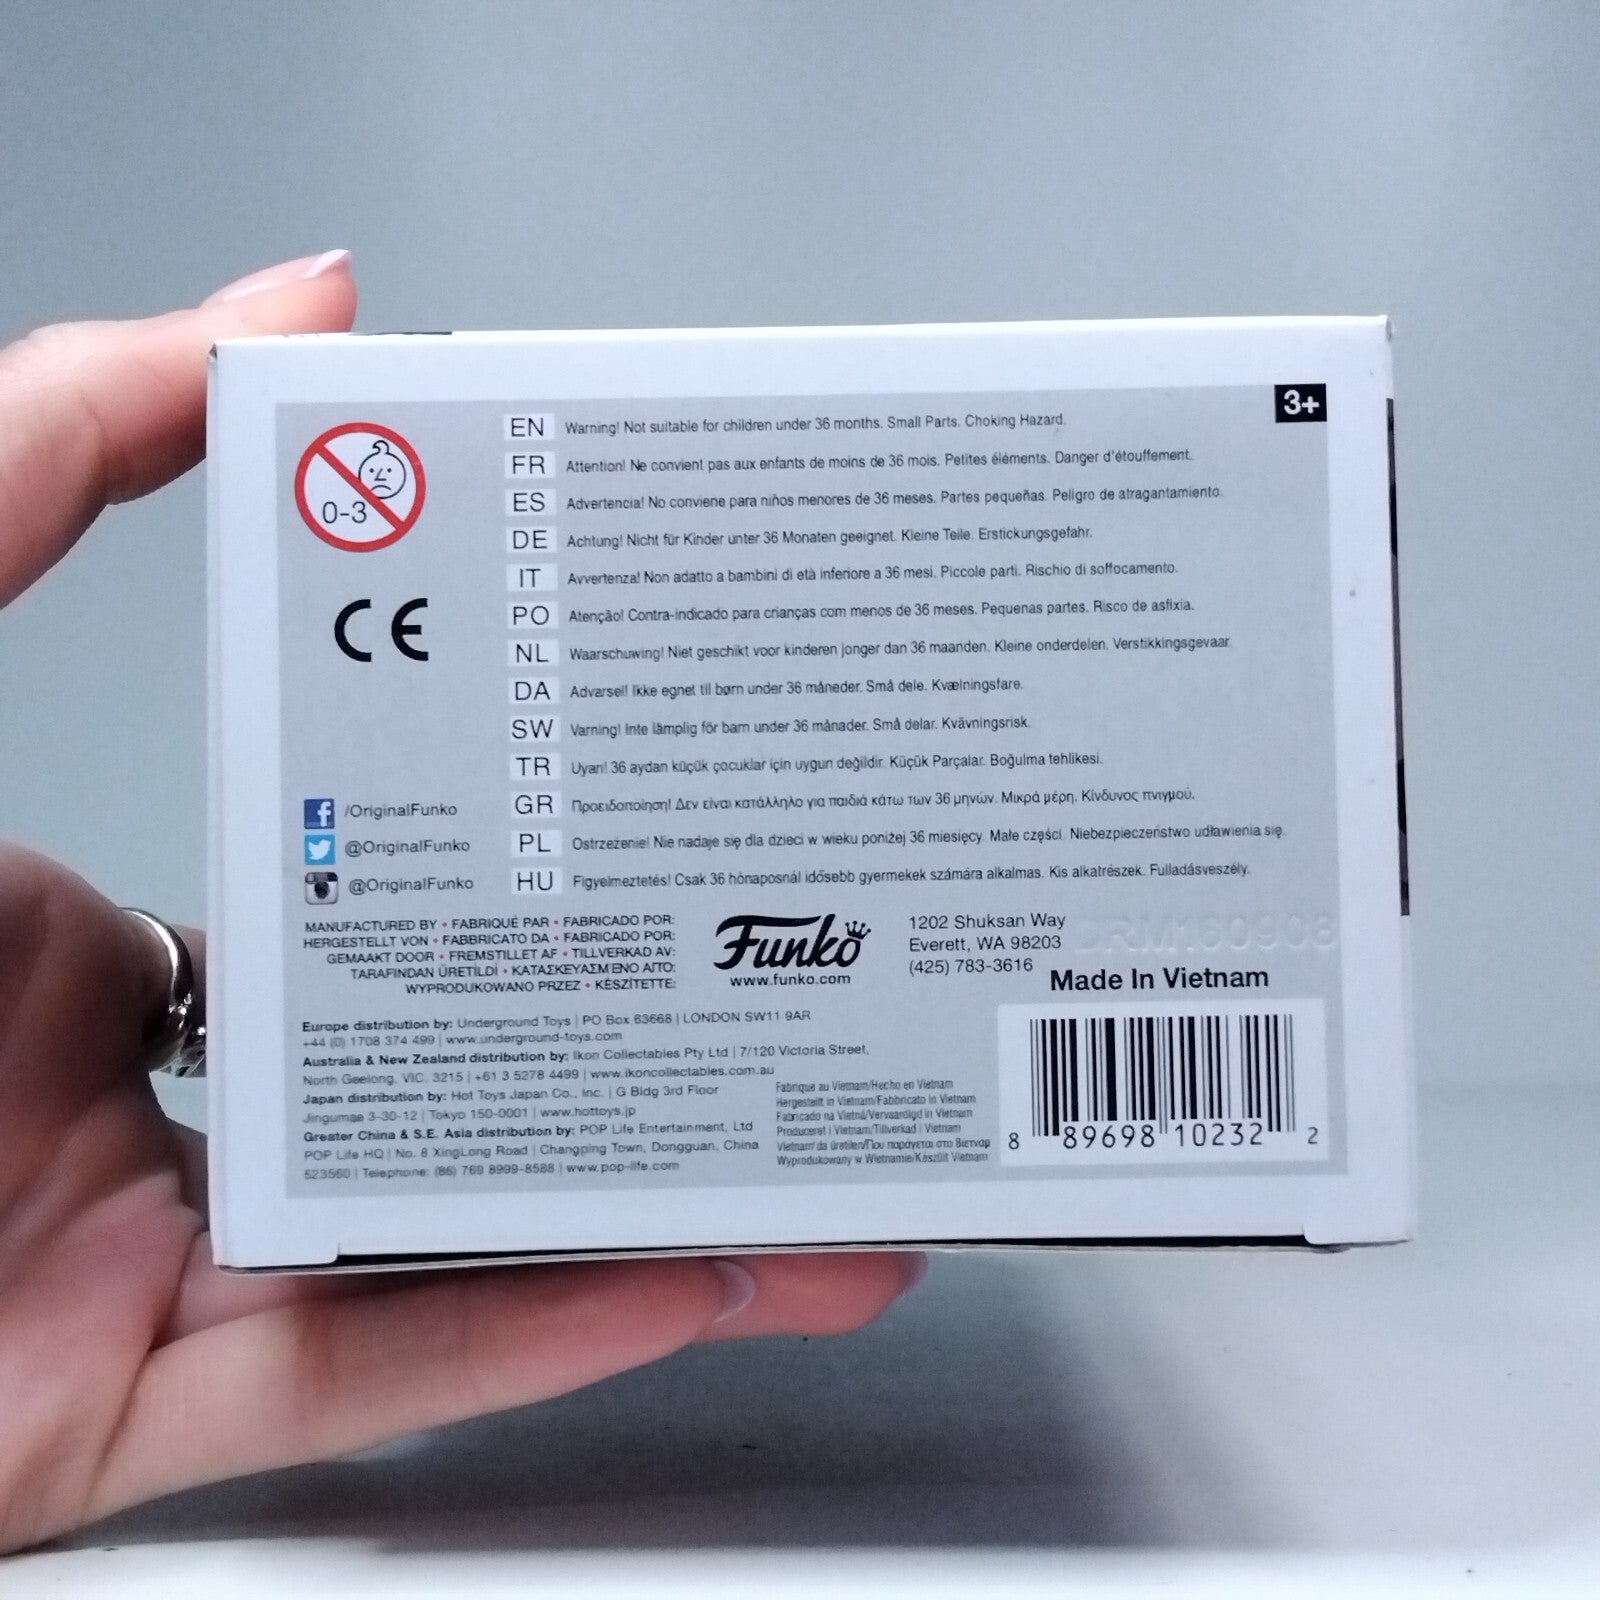 3+
0-3
CE
EN Warning! Not suitable for children under 36 months. Small Parts. Choking Hazard.
FR Attention! Ne convient pas aux enfants de moins de 36 mois. Petites éléments. Danger d'étouffement.
ES Advertencia! No conviene para niños menores de 36 meses. Partes pequeñas. Peligro de atragantamiento.
DE Achtung! Nicht für Kinder unter 36 Monaten geeignet. Kleine Teile. Erstickungsgefahr.
IT Avvertenza! Non adatto a bambini di età inferiore a 36 mesi. Piccole parti. Rischio di soffocamento.
PO Atenção! Contra-indicado para crianças com menos de 36 meses. Pequenas partes. Risco de asfixia.
NL Waarschuwing! Niet geschikt voor kinderen jonger dan 36 maanden. Kleine onderdelen. Verstikkingsgevaar.
DA Advarsel! Ikke egnet til børn under 36 måneder. Små dele. Kvælningsfare.
SW Varning! Inte lämplig för barn under 36 månader. Små delar. Kvävningsrisk.
TR Uyarı! 36 aydan küçük çocuklar için uygun değildir. Küçük Parçalar. Boğulma tehlikesi.
GR Προειδοποίηση! Δεν είναι κατάλληλο για παιδιά κάτω των 36 μηνών. Μικρά μέρη. Κίνδυνος πνιγμού.
PL Ostrzeżenie! Nie nadaje się dla dzieci w wieku poniżej 36 miesięcy. Małe części. Niebezpieczeństwo udławienia się.
HU Figyelmeztetés! Csak 36 hónaposnál idősebb gyermekek számára alkalmas. Kis alkatrészek. Fulladásveszély.
/OriginalFunko
@OriginalFunko
@OriginalFunko
MANUFACTURED BY • FABRIQUÉ PAR • FABRICADO POR:
HERGESTELLT VON • FABBRICATO DA • FABRICADO POR:
GEMAAKT DOOR • FREMSTILLET AF • TILLVERKAD AV:
TARAFINDAN ÜRETİLDİ • ΚΑΤΑΣΚΕΥΑΣΜΈΝΟ ΑΠΌ:
WYPRODUKOWANO PRZEZ • KÉSZÍTETTE:
Funko
www.funko.com
1202 Shuksan Way
Everett, WA 98203
(425) 783-3616
Made In Vietnam
Europe distribution by: Underground Toys | PO Box 63668 | LONDON SW11 9AR
+44 (0) 1708 374 499 | www.underground-toys.com
Australia & New Zealand distribution by: Ikon Collectables Pty Ltd | 7/120 Victoria Street,
North Geelong, VIC, 3215 | +61 3 5278 4499 | www.ikoncollectables.com.au
Japan distribution by: Hot Toys Japan Co., Inc. | G Bldg 3rd Floor
Jingumae 3-30-12 | Tokyo 150-0001 | www.hottoys.jp
Greater China & S.E. Asia distribution by: POP Life Entertainment, Ltd
POP Life HQ | No. 8 XingLong Road | Changping Town, Dongguan, China
523560 | Telephone: (86) 769 8999-8588 | www.pop-life.com
Fabriqué au Vietnam/Hecho en Vietnam
Hergestellt in Vietnam/Fabbricato in Vietnam
Fabricado na Vietnã/Vervaardigd in Vietnam
Produceret i Vietnam/Tillverkad i Vietnam
Vietnam'da üretilen/Που παράγεται στο Βιετνάμ
Wyprodukowany w Wietnamie/Készült Vietnam
8 89698 10232 2